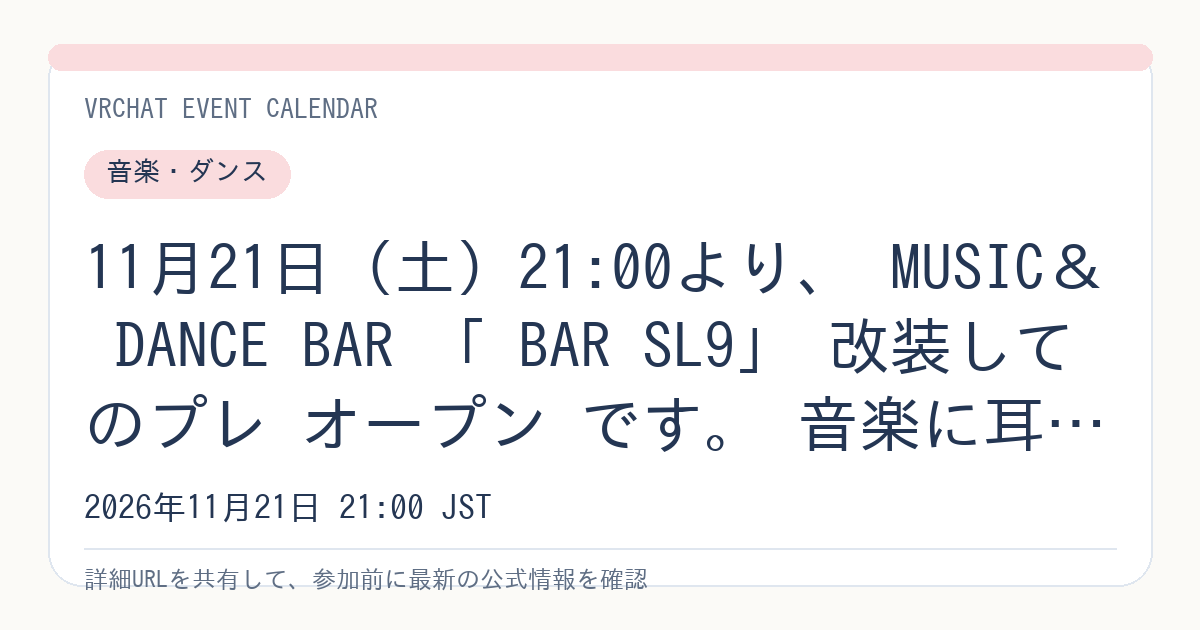 VRCHAT EVENT CALENDAR
音楽・ダンス
11月21日（土）21:00より、 MUSIC＆
DANCE BAR 「 BAR SL9」 改装して
のプレ オープン です。 音楽に耳…
2026年11月21日 21:00 JST
詳細URLを共有して、参加前に最新の公式情報を確認